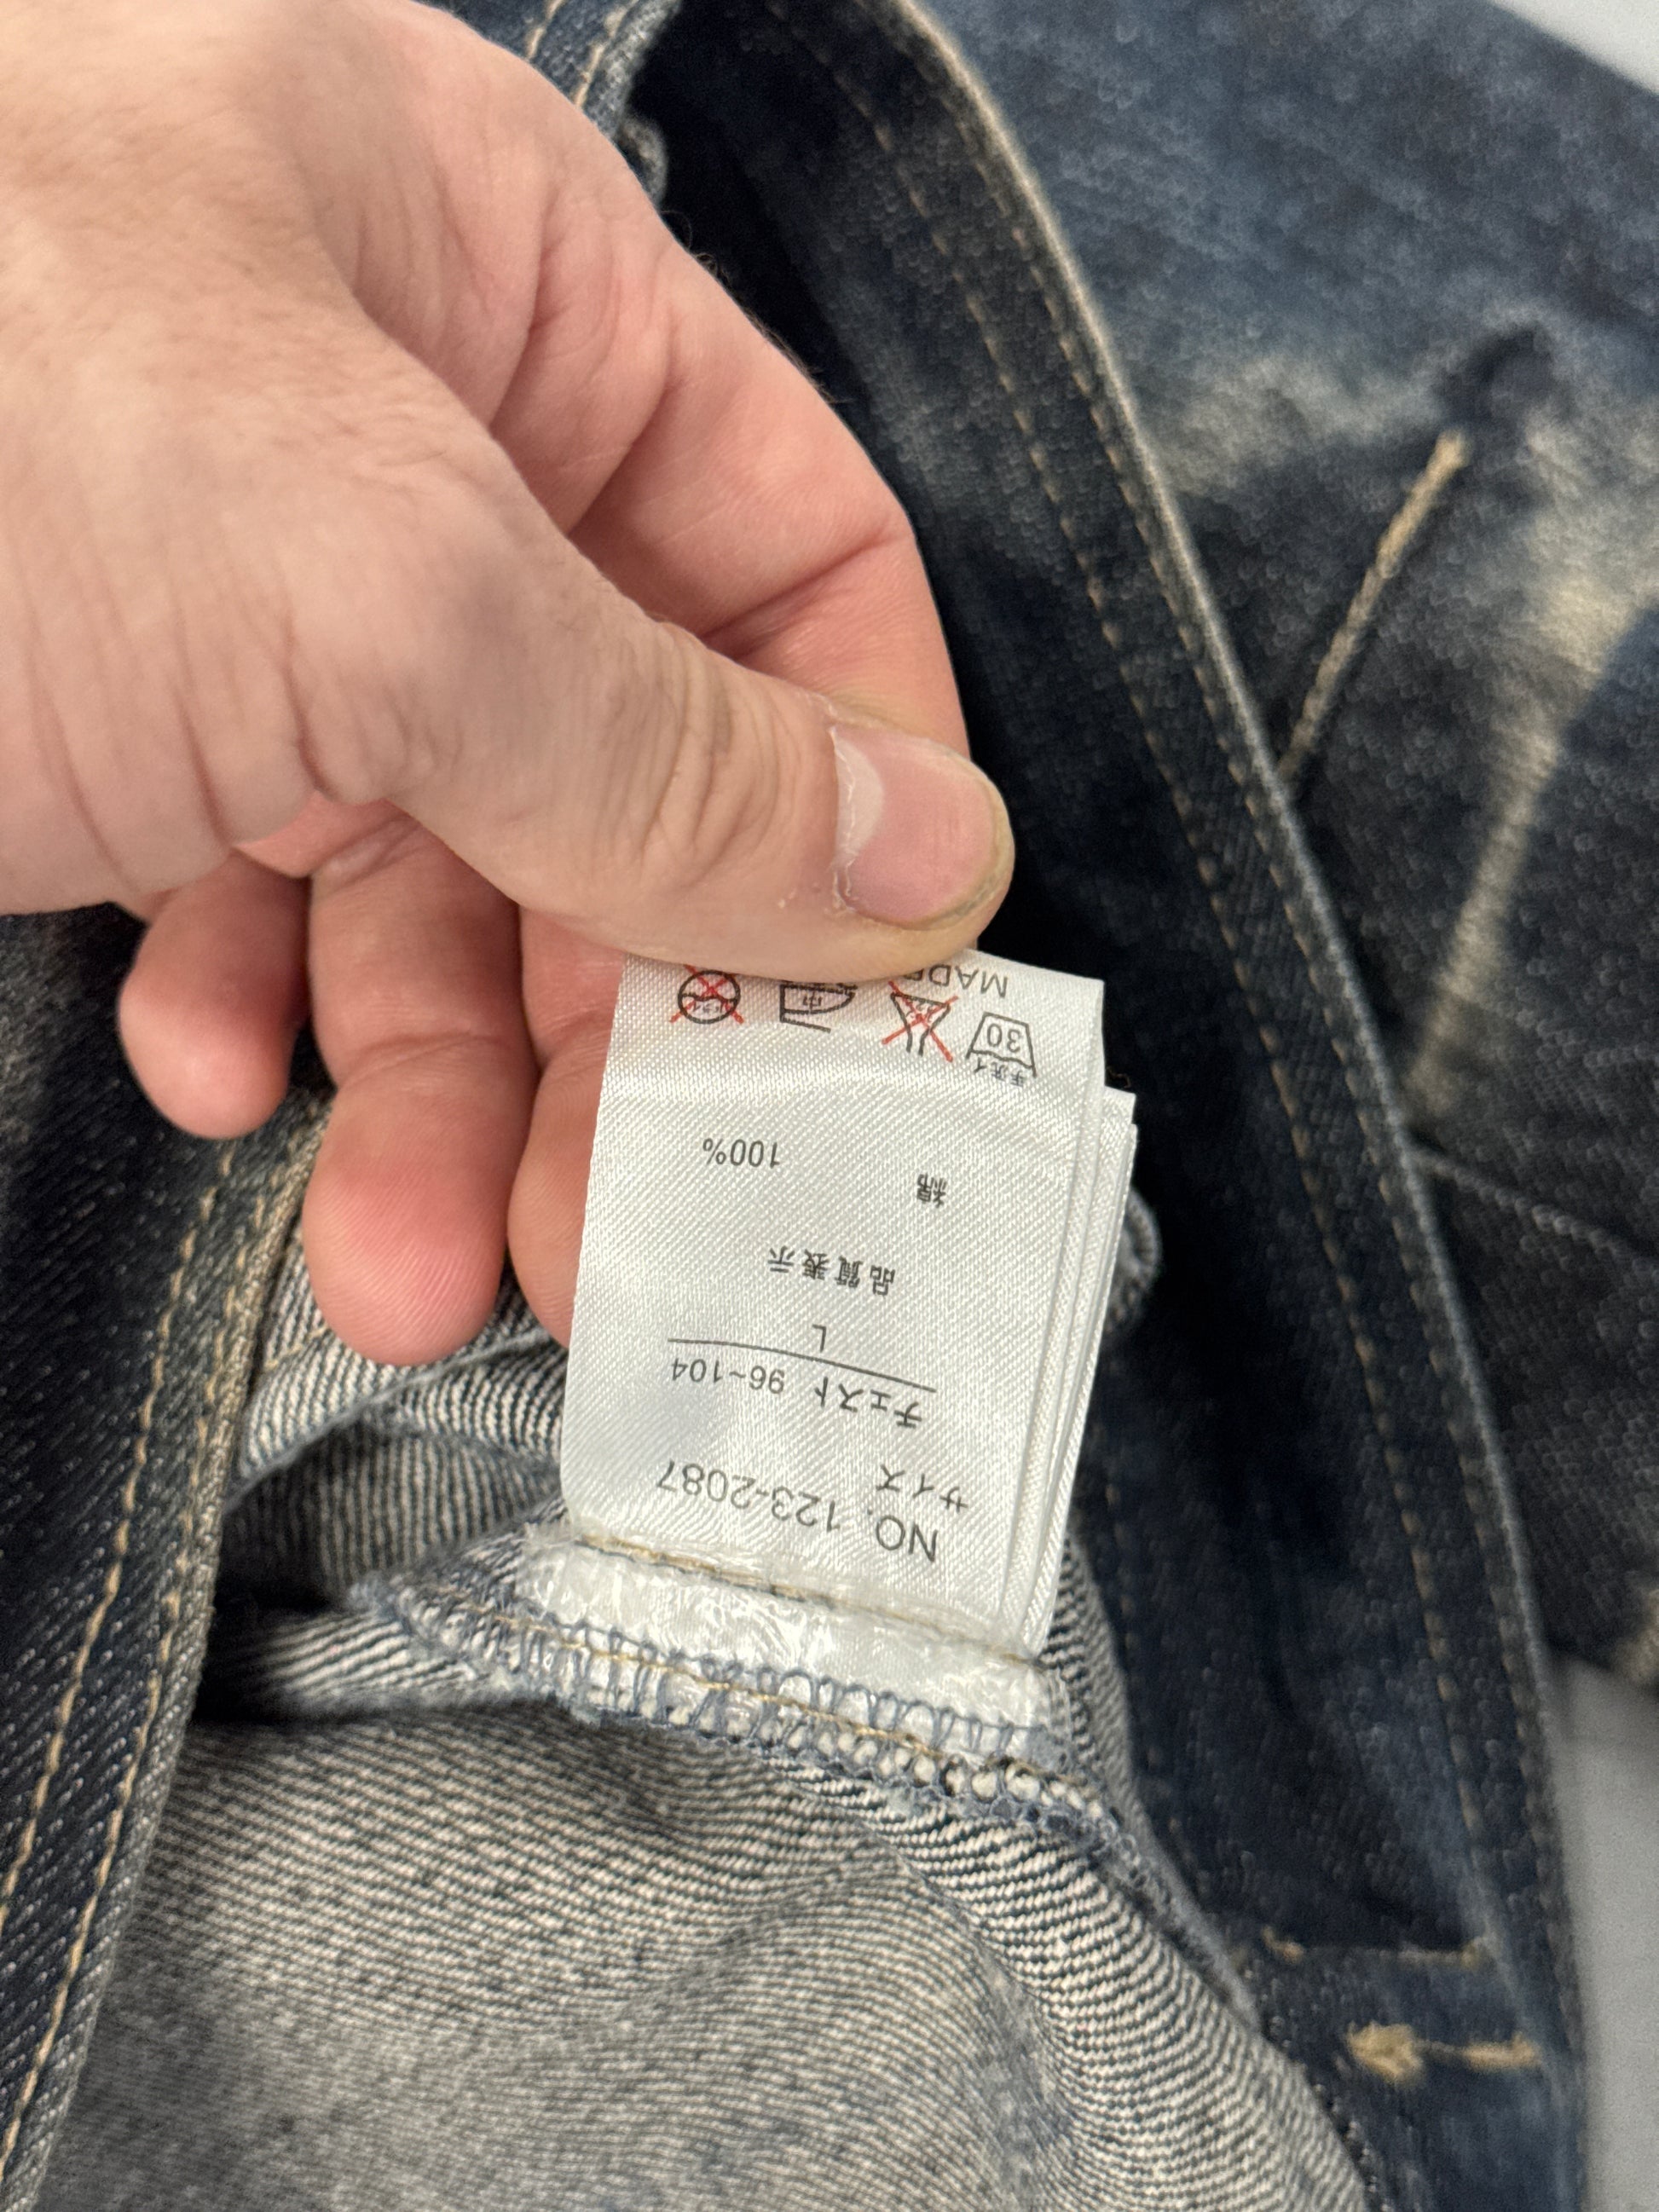 NO. 123-2087
サイズ
チェスト 96~104
L
品質表示
綿 100%
手洗イ
30
中
MADE